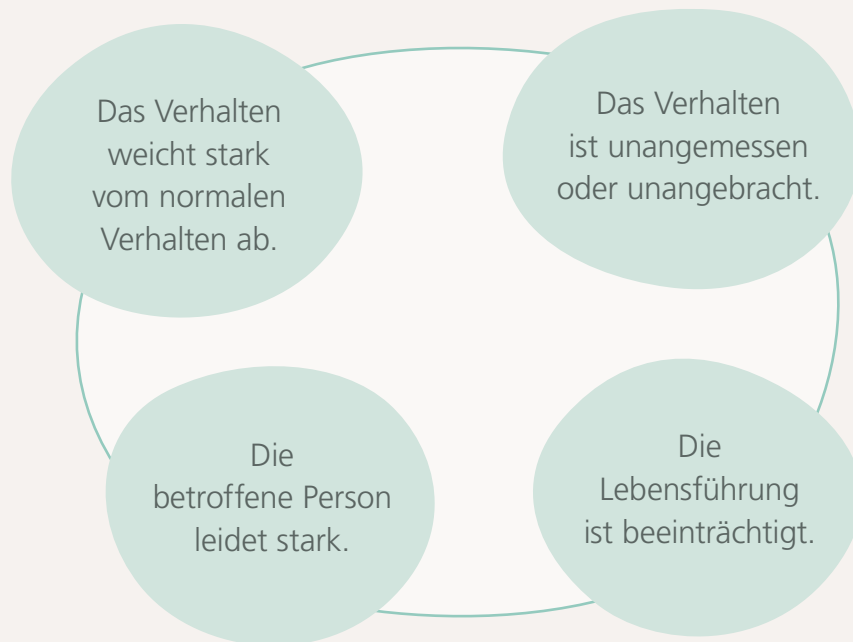 Das Verhalten
weicht stark
vom normalen
Verhalten ab.
Das Verhalten
ist unangemessen
oder unangebracht.
Die
betroffene Person
leidet stark.
Die
Lebensführung
ist beeinträchtigt.